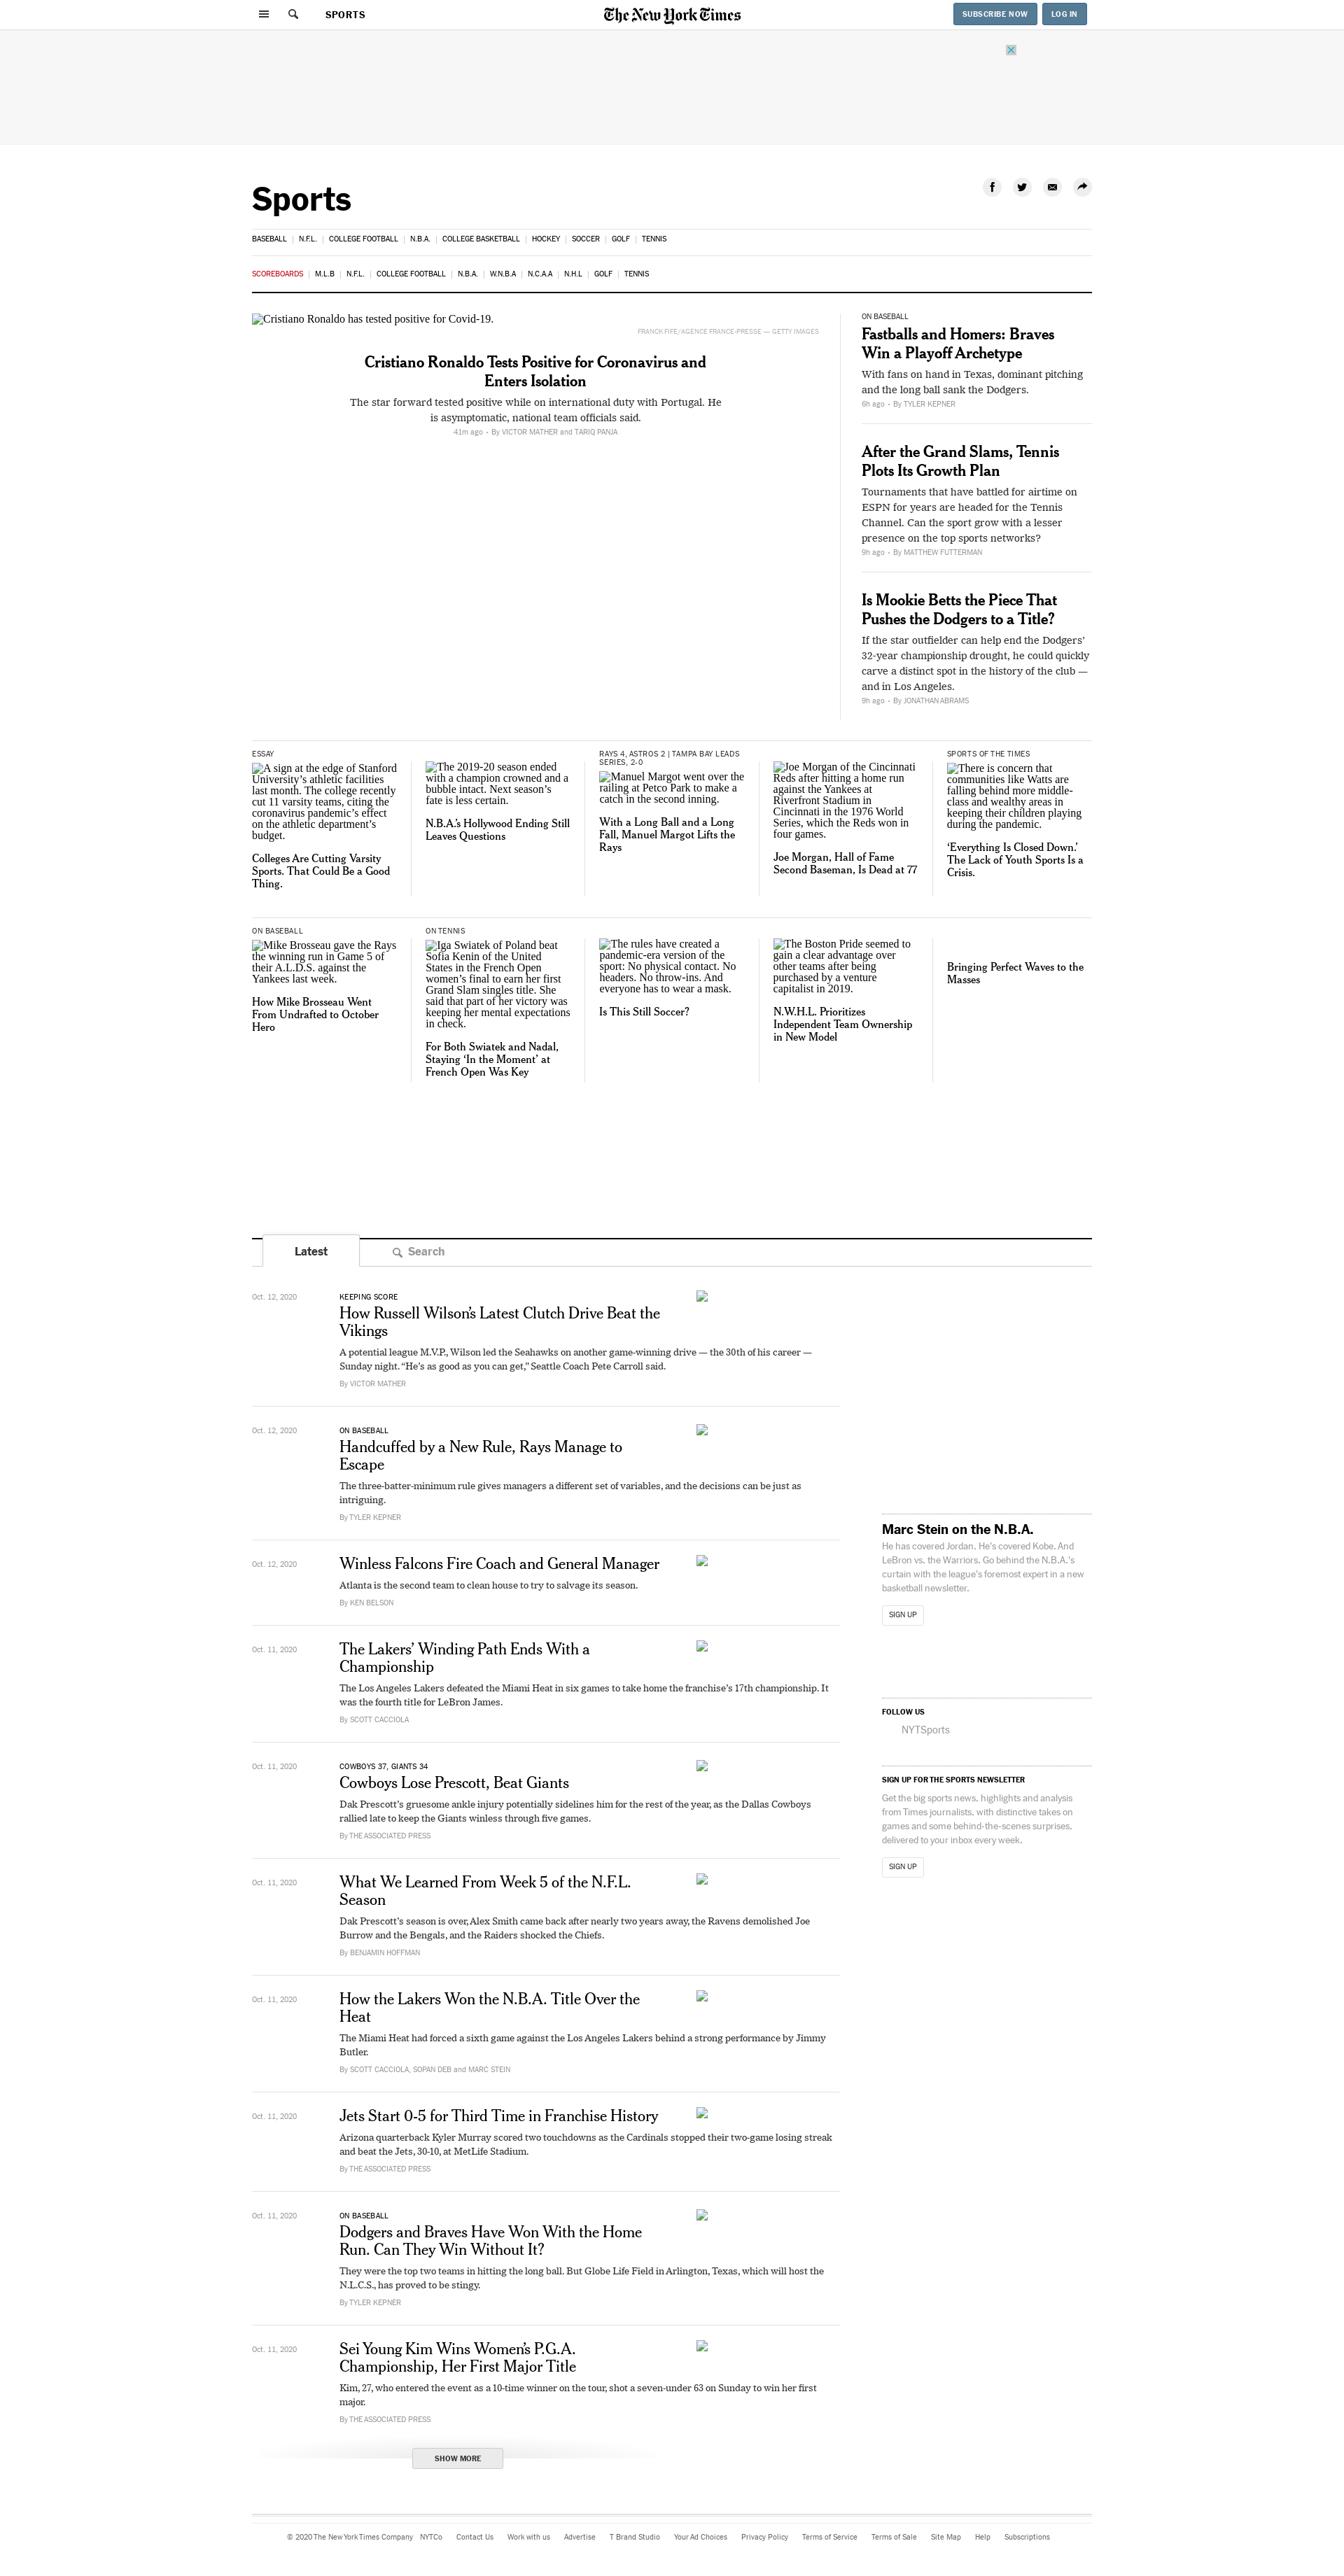 SPORTS
The New York Times
SUBSCRIBE NOW
LOG IN
Sports
BASEBALL | N.F.L. | COLLEGE FOOTBALL | N.B.A. | COLLEGE BASKETBALL | HOCKEY | SOCCER | GOLF | TENNIS
SCOREBOARDS | M.L.B | N.F.L. | COLLEGE FOOTBALL | N.B.A. | W.N.B.A | N.C.A.A | N.H.L | GOLF | TENNIS
Cristiano Ronaldo has tested positive for Covid-19.
FRANCK FIFE/AGENCE FRANCE-PRESSE — GETTY IMAGES
Cristiano Ronaldo Tests Positive for Coronavirus and
Enters Isolation
The star forward tested positive while on international duty with Portugal. He
is asymptomatic, national team officials said.
41m ago • By VICTOR MATHER and TARIQ PANJA
ON BASEBALL
Fastballs and Homers: Braves
Win a Playoff Archetype
With fans on hand in Texas, dominant pitching
and the long ball sank the Dodgers.
6h ago • By TYLER KEPNER
After the Grand Slams, Tennis
Plots Its Growth Plan
Tournaments that have battled for airtime on
ESPN for years are headed for the Tennis
Channel. Can the sport grow with a lesser
presence on the top sports networks?
9h ago • By MATTHEW FUTTERMAN
Is Mookie Betts the Piece That
Pushes the Dodgers to a Title?
If the star outfielder can help end the Dodgers’
32-year championship drought, he could quickly
carve a distinct spot in the history of the club —
and in Los Angeles.
9h ago • By JONATHAN ABRAMS
ESSAY
A sign at the edge of Stanford
University’s athletic facilities
last month. The college recently
cut 11 varsity teams, citing the
coronavirus pandemic’s effect
on the athletic department’s
budget.
Colleges Are Cutting Varsity
Sports. That Could Be a Good
Thing.
The 2019-20 season ended
with a champion crowned and a
bubble intact. Next season’s
fate is less certain.
N.B.A.’s Hollywood Ending Still
Leaves Questions
RAYS 4, ASTROS 2 | TAMPA BAY LEADS
SERIES, 2-0
Manuel Margot went over the
railing at Petco Park to make a
catch in the second inning.
With a Long Ball and a Long
Fall, Manuel Margot Lifts the
Rays
Joe Morgan of the Cincinnati
Reds after hitting a home run
against the Yankees at
Riverfront Stadium in
Cincinnati in the 1976 World
Series, which the Reds won in
four games.
Joe Morgan, Hall of Fame
Second Baseman, Is Dead at 77
SPORTS OF THE TIMES
There is concern that
communities like Watts are
falling behind more middle-
class and wealthy areas in
keeping their children playing
during the pandemic.
‘Everything Is Closed Down.’
The Lack of Youth Sports Is a
Crisis.
ON BASEBALL
Mike Brosseau gave the Rays
the winning run in Game 5 of
their A.L.D.S. against the
Yankees last week.
How Mike Brosseau Went
From Undrafted to October
Hero
ON TENNIS
Iga Swiatek of Poland beat
Sofia Kenin of the United
States in the French Open
women’s final to earn her first
Grand Slam singles title. She
said that part of her victory was
keeping her mental expectations
in check.
For Both Swiatek and Nadal,
Staying ‘In the Moment’ at
French Open Was Key
The rules have created a
pandemic-era version of the
sport: No physical contact. No
headers. No throw-ins. And
everyone has to wear a mask.
Is This Still Soccer?
The Boston Pride seemed to
gain a clear advantage over
other teams after being
purchased by a venture
capitalist in 2019.
N.W.H.L. Prioritizes
Independent Team Ownership
in New Model
Bringing Perfect Waves to the
Masses
Latest
Search
Oct. 12, 2020
KEEPING SCORE
How Russell Wilson’s Latest Clutch Drive Beat the
Vikings
A potential league M.V.P., Wilson led the Seahawks on another game-winning drive — the 30th of his career —
Sunday night. “He’s as good as you can get,” Seattle Coach Pete Carroll said.
By VICTOR MATHER
Oct. 12, 2020
ON BASEBALL
Handcuffed by a New Rule, Rays Manage to
Escape
The three-batter-minimum rule gives managers a different set of variables, and the decisions can be just as
intriguing.
By TYLER KEPNER
Oct. 12, 2020
Winless Falcons Fire Coach and General Manager
Atlanta is the second team to clean house to try to salvage its season.
By KEN BELSON
Oct. 11, 2020
The Lakers’ Winding Path Ends With a
Championship
The Los Angeles Lakers defeated the Miami Heat in six games to take home the franchise’s 17th championship. It
was the fourth title for LeBron James.
By SCOTT CACCIOLA
Oct. 11, 2020
COWBOYS 37, GIANTS 34
Cowboys Lose Prescott, Beat Giants
Dak Prescott’s gruesome ankle injury potentially sidelines him for the rest of the year, as the Dallas Cowboys
rallied late to keep the Giants winless through five games.
By THE ASSOCIATED PRESS
Oct. 11, 2020
What We Learned From Week 5 of the N.F.L.
Season
Dak Prescott’s season is over, Alex Smith came back after nearly two years away, the Ravens demolished Joe
Burrow and the Bengals, and the Raiders shocked the Chiefs.
By BENJAMIN HOFFMAN
Oct. 11, 2020
How the Lakers Won the N.B.A. Title Over the
Heat
The Miami Heat had forced a sixth game against the Los Angeles Lakers behind a strong performance by Jimmy
Butler.
By SCOTT CACCIOLA, SOPAN DEB and MARC STEIN
Oct. 11, 2020
Jets Start 0-5 for Third Time in Franchise History
Arizona quarterback Kyler Murray scored two touchdowns as the Cardinals stopped their two-game losing streak
and beat the Jets, 30-10, at MetLife Stadium.
By THE ASSOCIATED PRESS
Oct. 11, 2020
ON BASEBALL
Dodgers and Braves Have Won With the Home
Run. Can They Win Without It?
They were the top two teams in hitting the long ball. But Globe Life Field in Arlington, Texas, which will host the
N.L.C.S., has proved to be stingy.
By TYLER KEPNER
Oct. 11, 2020
Sei Young Kim Wins Women’s P.G.A.
Championship, Her First Major Title
Kim, 27, who entered the event as a 10-time winner on the tour, shot a seven-under 63 on Sunday to win her first
major.
By THE ASSOCIATED PRESS
SHOW MORE
Marc Stein on the N.B.A.
He has covered Jordan. He’s covered Kobe. And
LeBron vs. the Warriors. Go behind the N.B.A.’s
curtain with the league’s foremost expert in a new
basketball newsletter.
SIGN UP
FOLLOW US
NYTSports
SIGN UP FOR THE SPORTS NEWSLETTER
Get the big sports news, highlights and analysis
from Times journalists, with distinctive takes on
games and some behind-the-scenes surprises,
delivered to your inbox every week.
SIGN UP
© 2020 The New York Times Company NYTCo Contact Us Work with us Advertise T Brand Studio Your Ad Choices Privacy Policy Terms of Service Terms of Sale Site Map Help Subscriptions